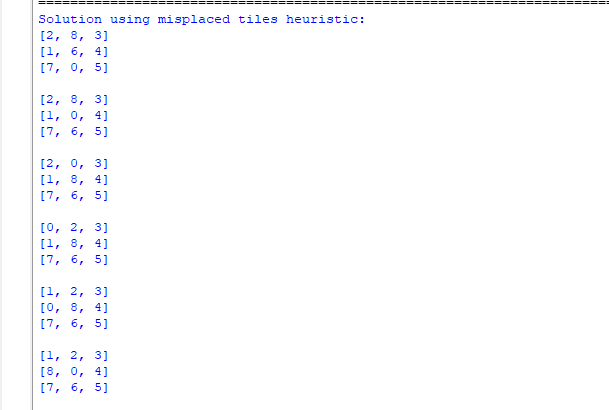 Solution using misplaced tiles heuristic:
[2, 8, 3]
[1, 6, 4]
[7, 0, 5]
[2, 8, 3]
[1, 0, 4]
[7, 6, 5]
[2, 0, 3]
[1, 8, 4]
[7, 6, 5]
[0, 2, 3]
[1, 8, 4]
[7, 6, 5]
[1, 2, 3]
[0, 8, 4]
[7, 6, 5]
[1, 2, 3]
[8, 0, 4]
[7, 6, 5]